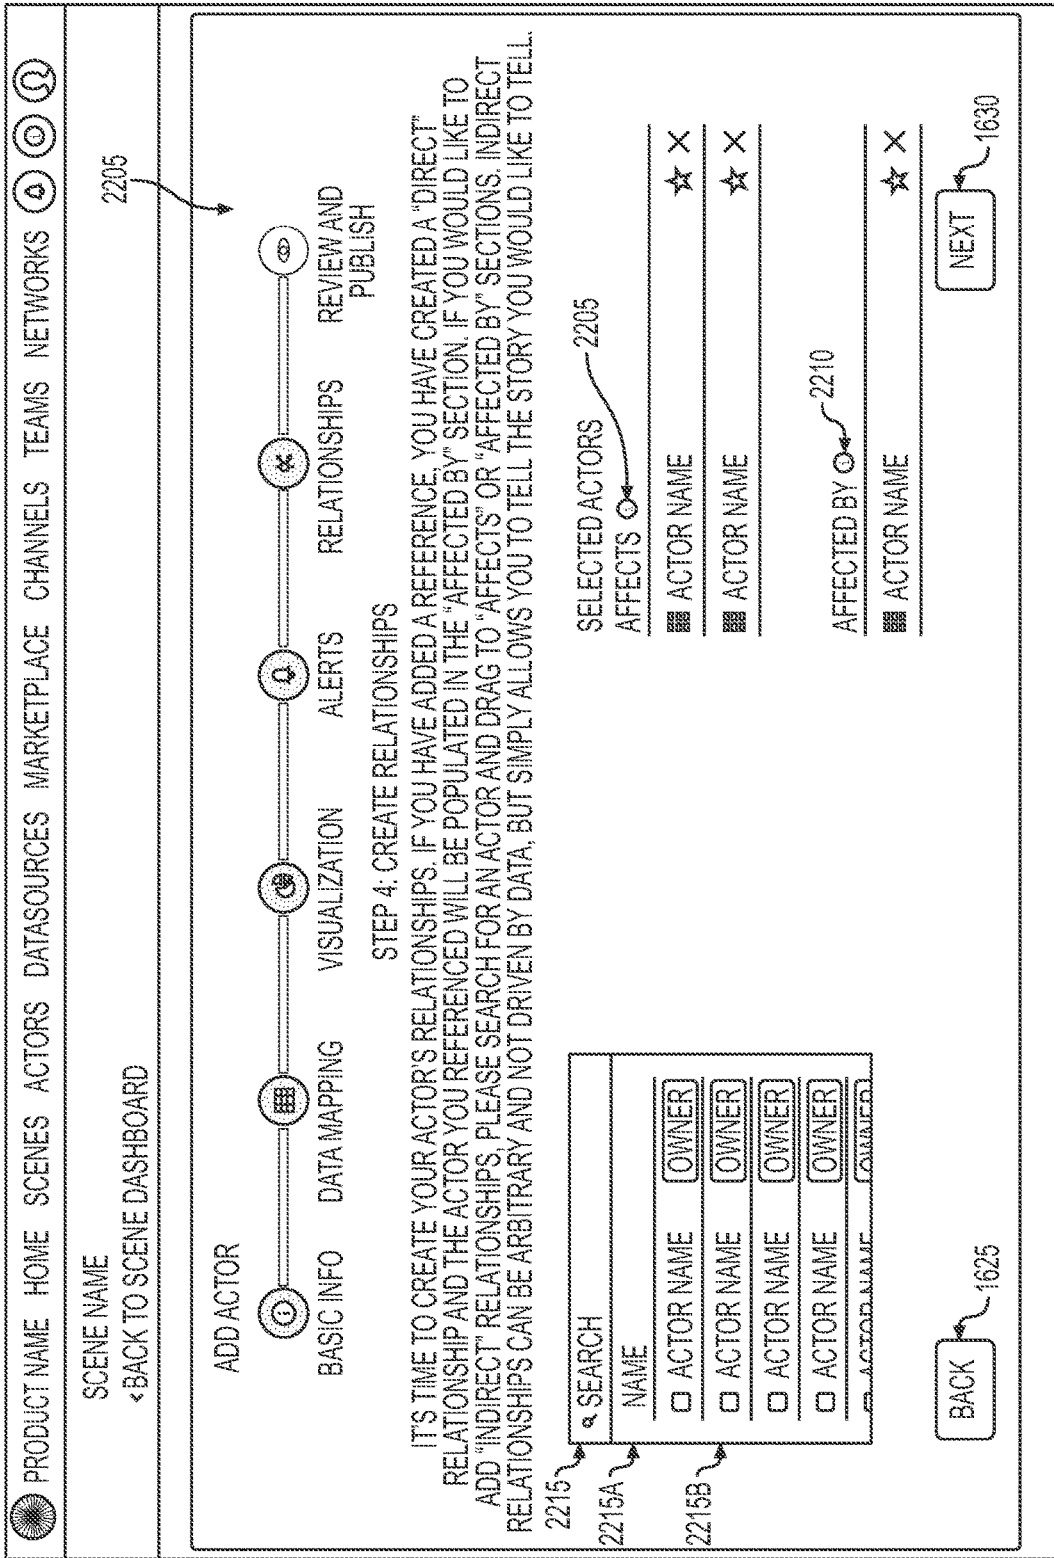 PRODUCT NAME HOME SCENES ACTORS DATASOURCES MARKETPLACE CHANNELS TEAMS NETWORKS
SCENE NAME
<BACK TO SCENE DASHBOARD
2205
ADD ACTOR
BASIC INFO DATA MAPPING VISUALIZATION ALERTS RELATIONSHIPS REVIEW AND
PUBLISH
STEP 4: CREATE RELATIONSHIPS
IT'S TIME TO CREATE YOUR ACTOR'S RELATIONSHIPS. IF YOU HAVE ADDED A REFERENCE, YOU HAVE CREATED A "DIRECT"
RELATIONSHIP AND THE ACTOR YOU REFERENCED WILL BE POPULATED IN THE "AFFECTED BY" SECTION. IF YOU WOULD LIKE TO
ADD "INDIRECT" RELATIONSHIPS, PLEASE SEARCH FOR AN ACTOR AND DRAG TO "AFFECTS" OR "AFFECTED BY" SECTIONS. INDIRECT
RELATIONSHIPS CAN BE ARBITRARY AND NOT DRIVEN BY DATA, BUT SIMPLY ALLOWS YOU TO TELL THE STORY YOU WOULD LIKE TO TELL.
2215
SEARCH
2215A
NAME
ACTOR NAME OWNER
2215B
ACTOR NAME OWNER
ACTOR NAME OWNER
ACTOR NAME OWNER
ACTOR NAME OWNER
SELECTED ACTORS
AFFECTS 2205
ACTOR NAME
ACTOR NAME
AFFECTED BY 2210
ACTOR NAME
BACK 1625
NEXT 1630